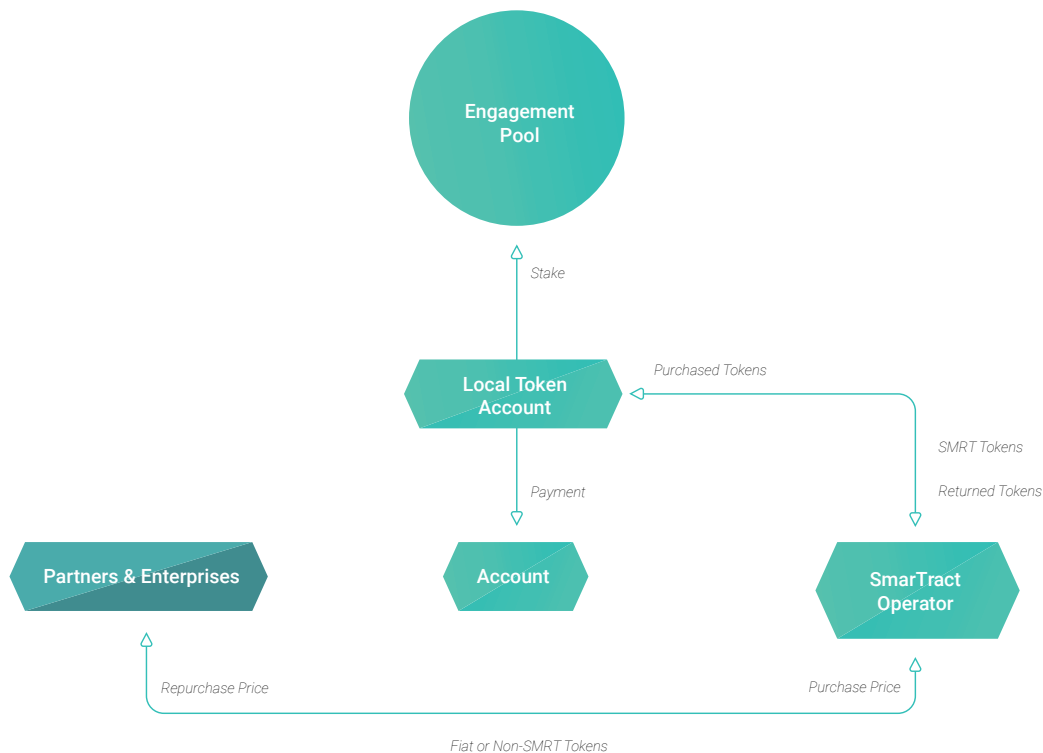 Engagement
Pool
Stake
Purchased Tokens
Local Token
Account
SMRT Tokens
Payment
Returned Tokens
Partners & Enterprises
Account
SmarTract
Operator
Repurchase Price
Purchase Price
Fiat or Non-SMRT Tokens